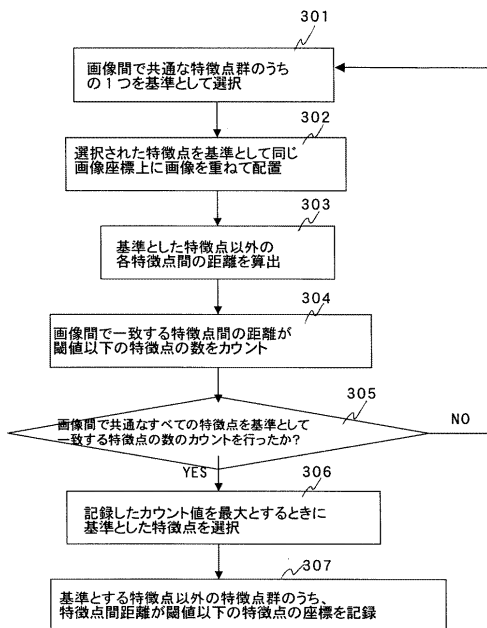 301
画像間で共通な特徴点群のうち
の1つを基準として選択
302
選択された特徴点を基準として同じ
画像座標上に画像を重ねて配置
303
基準とした特徴点以外の
各特徴点間の距離を算出
304
画像間で一致する特徴点間の距離が
閾値以下の特徴点の数をカウント
305
画像間で共通なすべての特徴点を基準として
一致する特徴点の数のカウントを行ったか?
NO
YES
306
記録したカウント値を最大とするときに
基準とした特徴点を選択
307
基準とする特徴点以外の特徴点群のうち、
特徴点間距離が閾値以下の特徴点の座標を記録